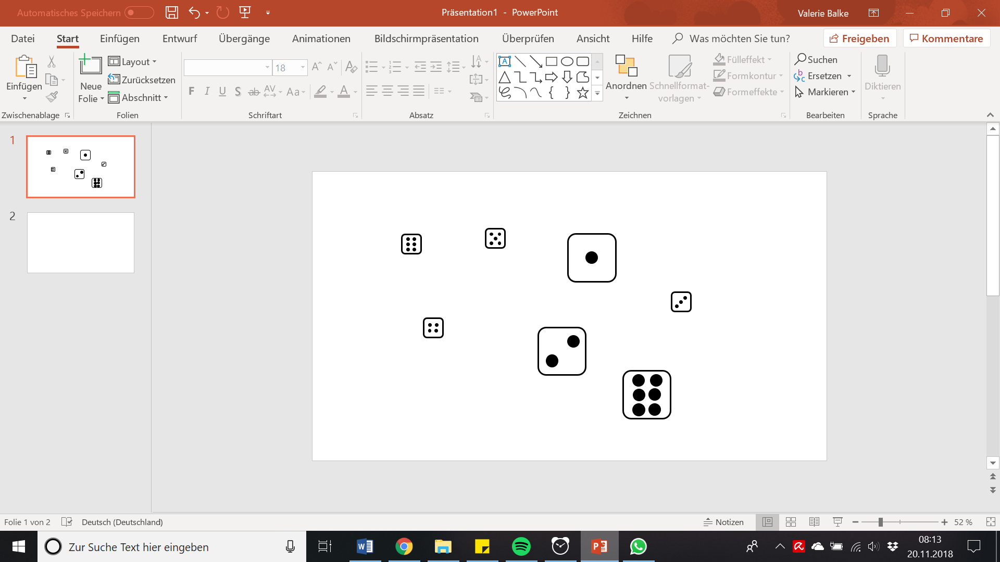 Automatisches Speichern
Präsentation1 - PowerPoint
Valerie Balke
Datei Start Einfügen Entwurf Übergänge Animationen Bildschirmpräsentation Überprüfen Ansicht Hilfe Was möchten Sie tun? Freigeben Kommentare
Einfügen
Neue Folie
Layout
Zurücksetzen
Abschnitt
18
F K U S ab AV Aa A
Anordnen
Schnellformat-
vorlagen
Fülleffekt
Formkontur
Formeffekte
Suchen
Ersetzen
Markieren
Diktieren
Zwischenablage Folien Schriftart Absatz Zeichnen Bearbeiten Sprache
1
2
Folie 1 von 2 Deutsch (Deutschland) Notizen 52 %
Zur Suche Text hier eingeben
08:13
20.11.2018